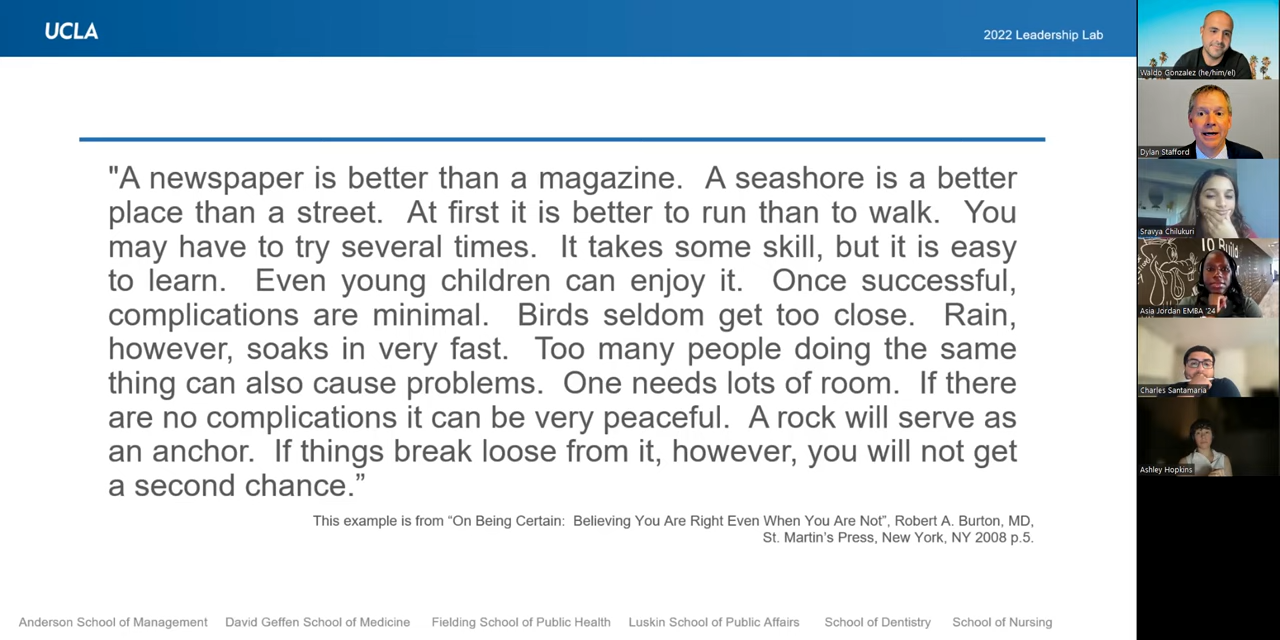 UCLA
2022 Leadership Lab
"A newspaper is better than a magazine. A seashore is a better
place than a street. At first it is better to run than to walk. You
may have to try several times. It takes some skill, but it is easy
to learn. Even young children can enjoy it. Once successful,
complications are minimal. Birds seldom get too close. Rain,
however, soaks in very fast. Too many people doing the same
thing can also cause problems. One needs lots of room. If there
are no complications it can be very peaceful. A rock will serve as
an anchor. If things break loose from it, however, you will not get
a second chance.”
This example is from “On Being Certain: Believing You Are Right Even When You Are Not”, Robert A. Burton, MD,
St. Martin’s Press, New York, NY 2008 p.5.
Anderson School of Management David Geffen School of Medicine Fielding School of Public Health Luskin School of Public Affairs School of Dentistry School of Nursing
Waldo Gonzalez (he/him/el)
Dylan Stafford
Sravya Chilukuri
Asia Jordan EMBA '24
Charles Santamaria
Ashley Hopkins